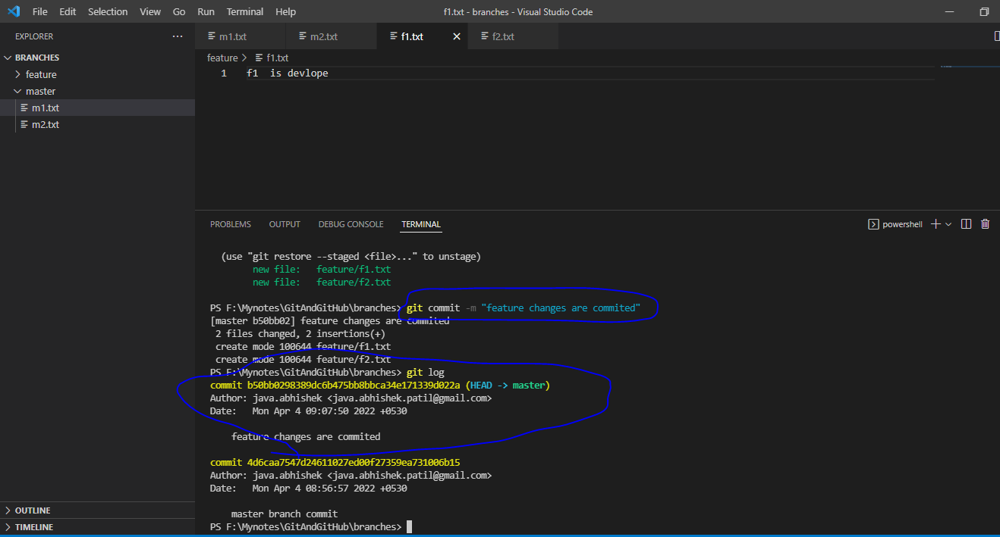 File Edit Selection View Go Run Terminal Help
f1.txt - branches - Visual Studio Code
EXPLORER
BRANCHES
feature
master
m1.txt
m2.txt
OUTLINE
TIMELINE
m1.txt m2.txt f1.txt f2.txt
feature > f1.txt
1 f1  is devlope
PROBLEMS OUTPUT DEBUG CONSOLE TERMINAL
powershell
(use "git restore --staged <file>..." to unstage)
new file:   feature/f1.txt
new file:   feature/f2.txt
PS F:\Mynotes\GitAndGitHub\branches> git commit -m "feature changes are commited"
[master b50bb02] feature changes are commited
2 files changed, 2 insertions(+)
create mode 100644 feature/f1.txt
create mode 100644 feature/f2.txt
PS F:\Mynotes\GitAndGitHub\branches> git log
commit b50bb0298389dc6b475bb8bbca34e171339d022a (HEAD -> master)
Author: java.abhishek <java.abhishek.patil@gmail.com>
Date:   Mon Apr 4 09:07:50 2022 +0530
feature changes are commited
commit 4d6caa7547d24611027ed00f27359ea731006b15
Author: java.abhishek <java.abhishek.patil@gmail.com>
Date:   Mon Apr 4 08:56:57 2022 +0530
master branch commit
PS F:\Mynotes\GitAndGitHub\branches>